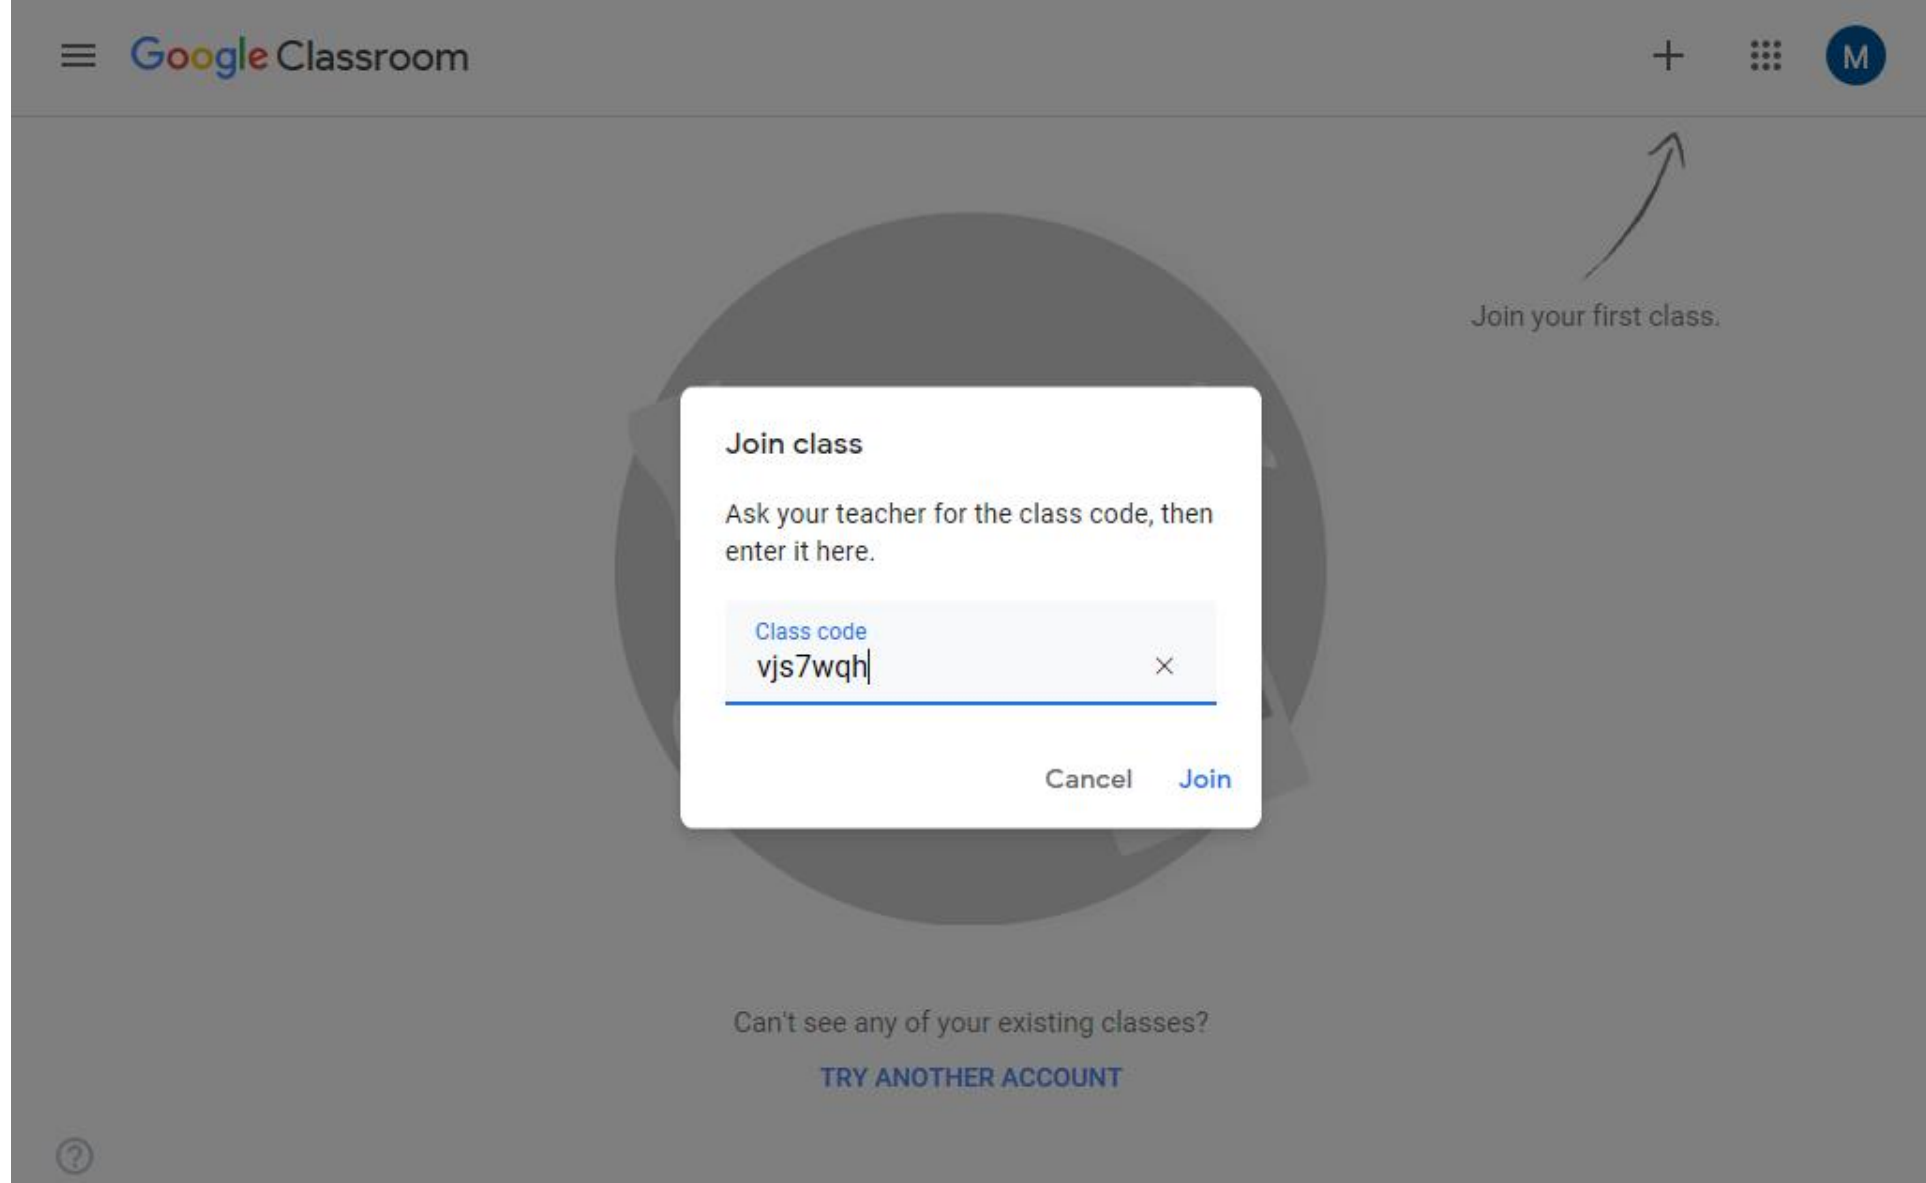 Google Classroom
M
Join your first class.
Join class
Ask your teacher for the class code, then
enter it here.
Class code
vjs7wqh
Cancel
Join
Can't see any of your existing classes?
TRY ANOTHER ACCOUNT